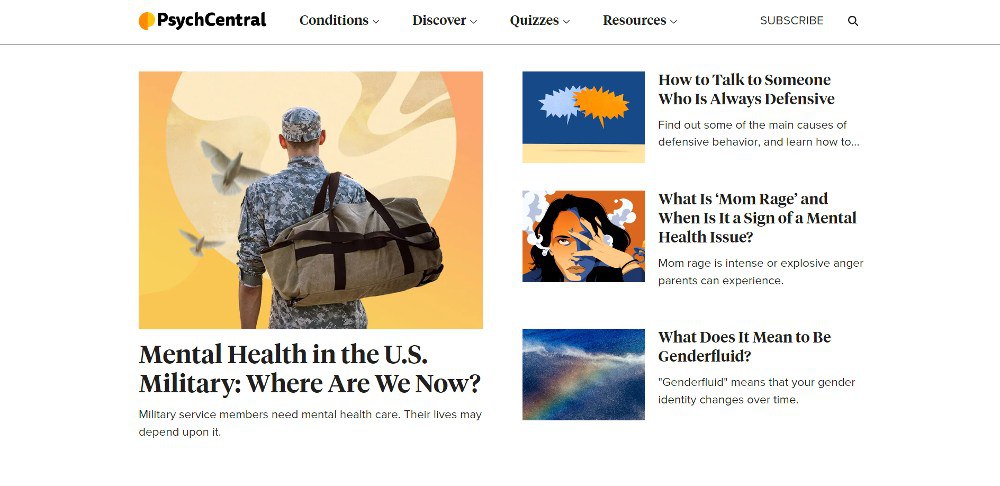 PsychCentral
Conditions
Discover
Quizzes
Resources
SUBSCRIBE
Mental Health in the U.S.
Military: Where Are We Now?
Military service members need mental health care. Their lives may
depend upon it.
How to Talk to Someone
Who Is Always Defensive
Find out some of the main causes of
defensive behavior, and learn how to...
What Is ‘Mom Rage’ and
When Is It a Sign of a Mental
Health Issue?
Mom rage is intense or explosive anger
parents can experience.
What Does It Mean to Be
Genderfluid?
"Genderfluid" means that your gender
identity changes over time.